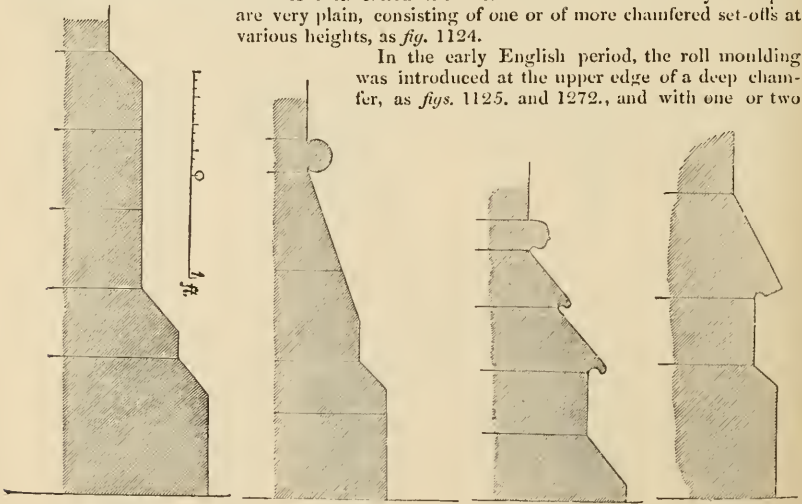 are very plain, consisting of one or of more chamfered set-offs at
various heights, as fig. 1124.
In the early English period, the roll moulding
was introduced at the upper edge of a deep cham-
fer, as figs. 1125. and 1272., and with one or two
0
1 ft.